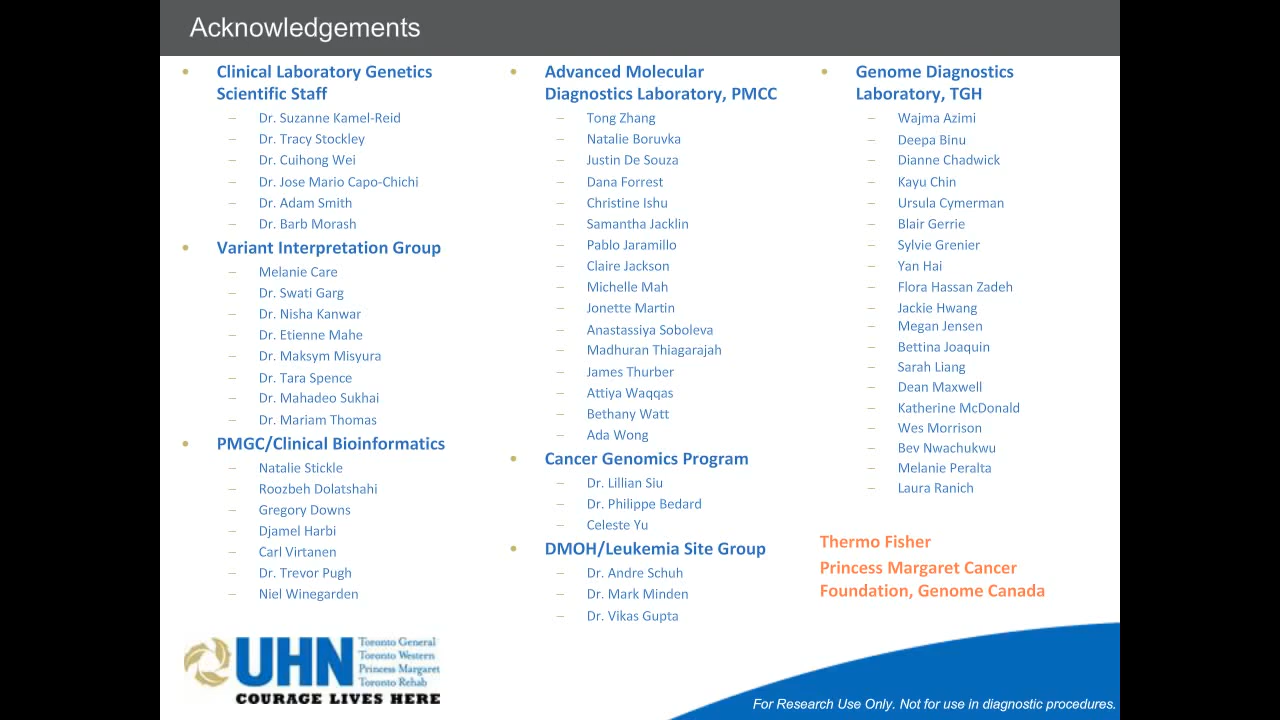 Acknowledgements
• Clinical Laboratory Genetics
Scientific Staff
– Dr. Suzanne Kamel-Reid
– Dr. Tracy Stockley
– Dr. Cuihong Wei
– Dr. Jose Mario Capo-Chichi
– Dr. Adam Smith
– Dr. Barb Morash
• Variant Interpretation Group
– Melanie Care
– Dr. Swati Garg
– Dr. Nisha Kanwar
– Dr. Etienne Mahe
– Dr. Maksym Misyura
– Dr. Tara Spence
– Dr. Mahadeo Sukhai
– Dr. Mariam Thomas
• PMGC/Clinical Bioinformatics
– Natalie Stickle
– Roozbeh Dolatshahi
– Gregory Downs
– Djamel Harbi
– Carl Virtanen
– Dr. Trevor Pugh
– Niel Winegarden
• Advanced Molecular
Diagnostics Laboratory, PMCC
– Tong Zhang
– Natalie Boruvka
– Justin De Souza
– Dana Forrest
– Christine Ishu
– Samantha Jacklin
– Pablo Jaramillo
– Claire Jackson
– Michelle Mah
– Jonette Martin
– Anastassiya Soboleva
– Madhuran Thiagarajah
– James Thurber
– Attiya Waqqas
– Bethany Watt
– Ada Wong
• Cancer Genomics Program
– Dr. Lillian Siu
– Dr. Philippe Bedard
– Celeste Yu
• DMOH/Leukemia Site Group
– Dr. Andre Schuh
– Dr. Mark Minden
– Dr. Vikas Gupta
• Genome Diagnostics
Laboratory, TGH
– Wajma Azimi
– Deepa Binu
– Dianne Chadwick
– Kayu Chin
– Ursula Cymerman
– Blair Gerrie
– Sylvie Grenier
– Yan Hai
– Flora Hassan Zadeh
– Jackie Hwang
– Megan Jensen
– Bettina Joaquin
– Sarah Liang
– Dean Maxwell
– Katherine McDonald
– Wes Morrison
– Bev Nwachukwu
– Melanie Peralta
– Laura Ranich
Thermo Fisher
Princess Margaret Cancer
Foundation, Genome Canada
UHN
Toronto General
Toronto Western
Princess Margaret
Toronto Rehab
COURAGE LIVES HERE
For Research Use Only. Not for use in diagnostic procedures.